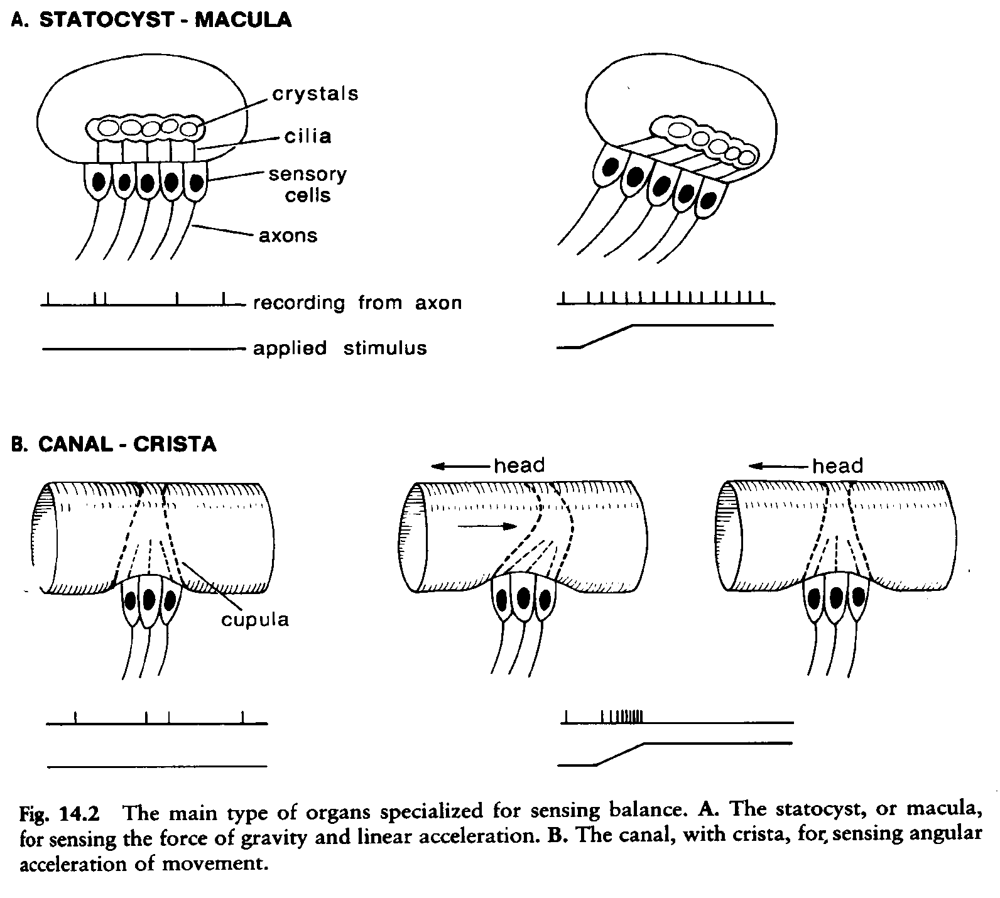 A. STATOCYST - MACULA
crystals
cilia
sensory
cells
axons
recording from axon
applied stimulus
B. CANAL - CRISTA
head
head
cupula
Fig. 14.2 The main type of organs specialized for sensing balance. A. The statocyst, or macula,
for sensing the force of gravity and linear acceleration. B. The canal, with crista, for, sensing angular
acceleration of movement.